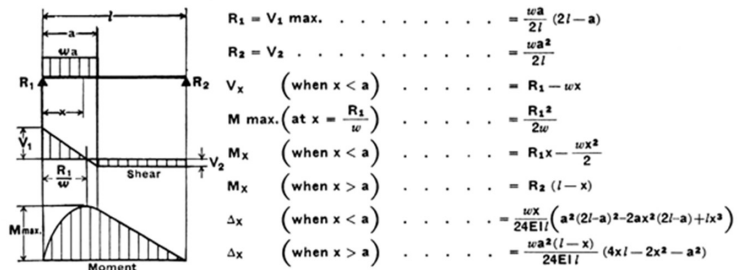 l
a
wa
R₁ R₂
x
V₁
V₂
Shear
R₁/w
M max.
Moment
R₁ = V₁ max. . . . . . . . . . . . = wa/2l (2l – a)
R₂ = V₂ . . . . . . . . . . . . = wa²/2l
Vₓ (when x < a) . . . . . = R₁ – wx
M max. (at x = R₁/w) . . . . . = R₁²/2w
Mₓ (when x < a) . . . . . = R₁x – wx²/2
Mₓ (when x > a) . . . . . = R₂ (l – x)
Δₓ (when x < a) . . . . . = wx/24EIl (a²(2l–a)²–2ax²(2l–a)+lx³)
Δₓ (when x > a) . . . . . = wa²(l – x)/24EIl (4xl – 2x² – a²)